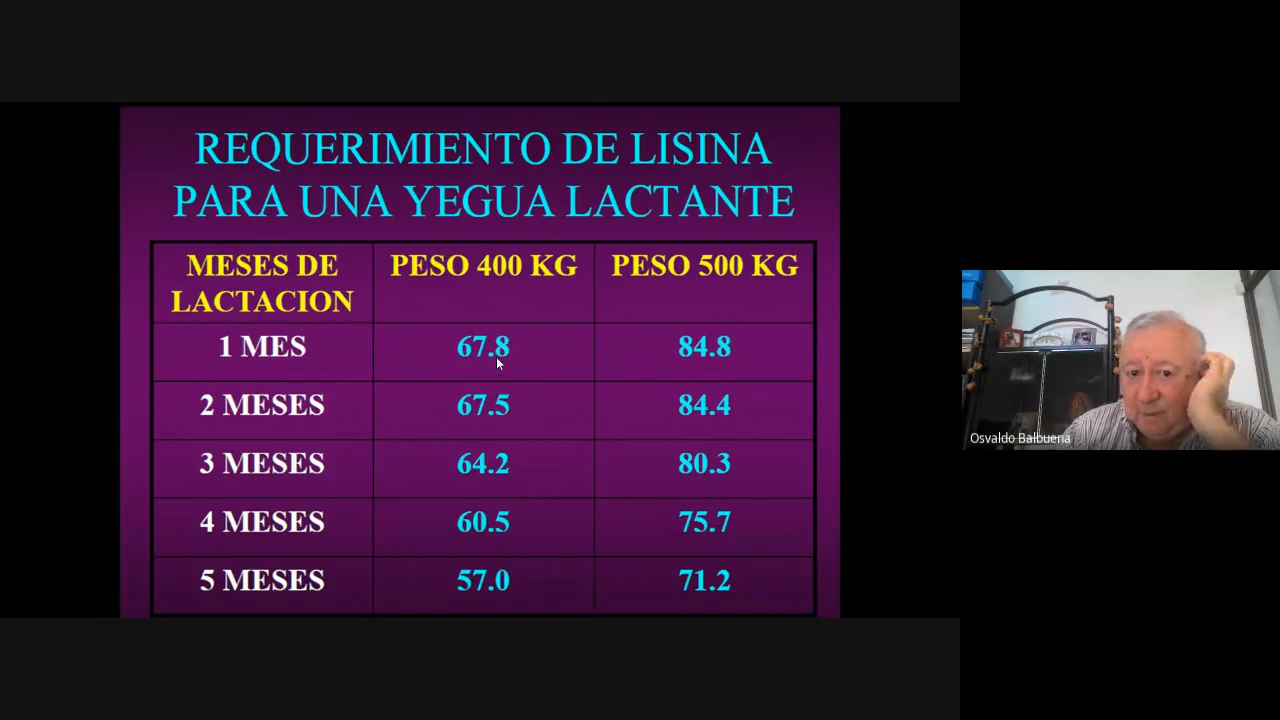 REQUERIMIENTO DE LISINA
PARA UNA YEGUA LACTANTE
MESES DE LACTACION PESO 400 KG PESO 500 KG
1 MES 67.8 84.8
2 MESES 67.5 84.4
3 MESES 64.2 80.3
4 MESES 60.5 75.7
5 MESES 57.0 71.2
Osvaldo Balbuena